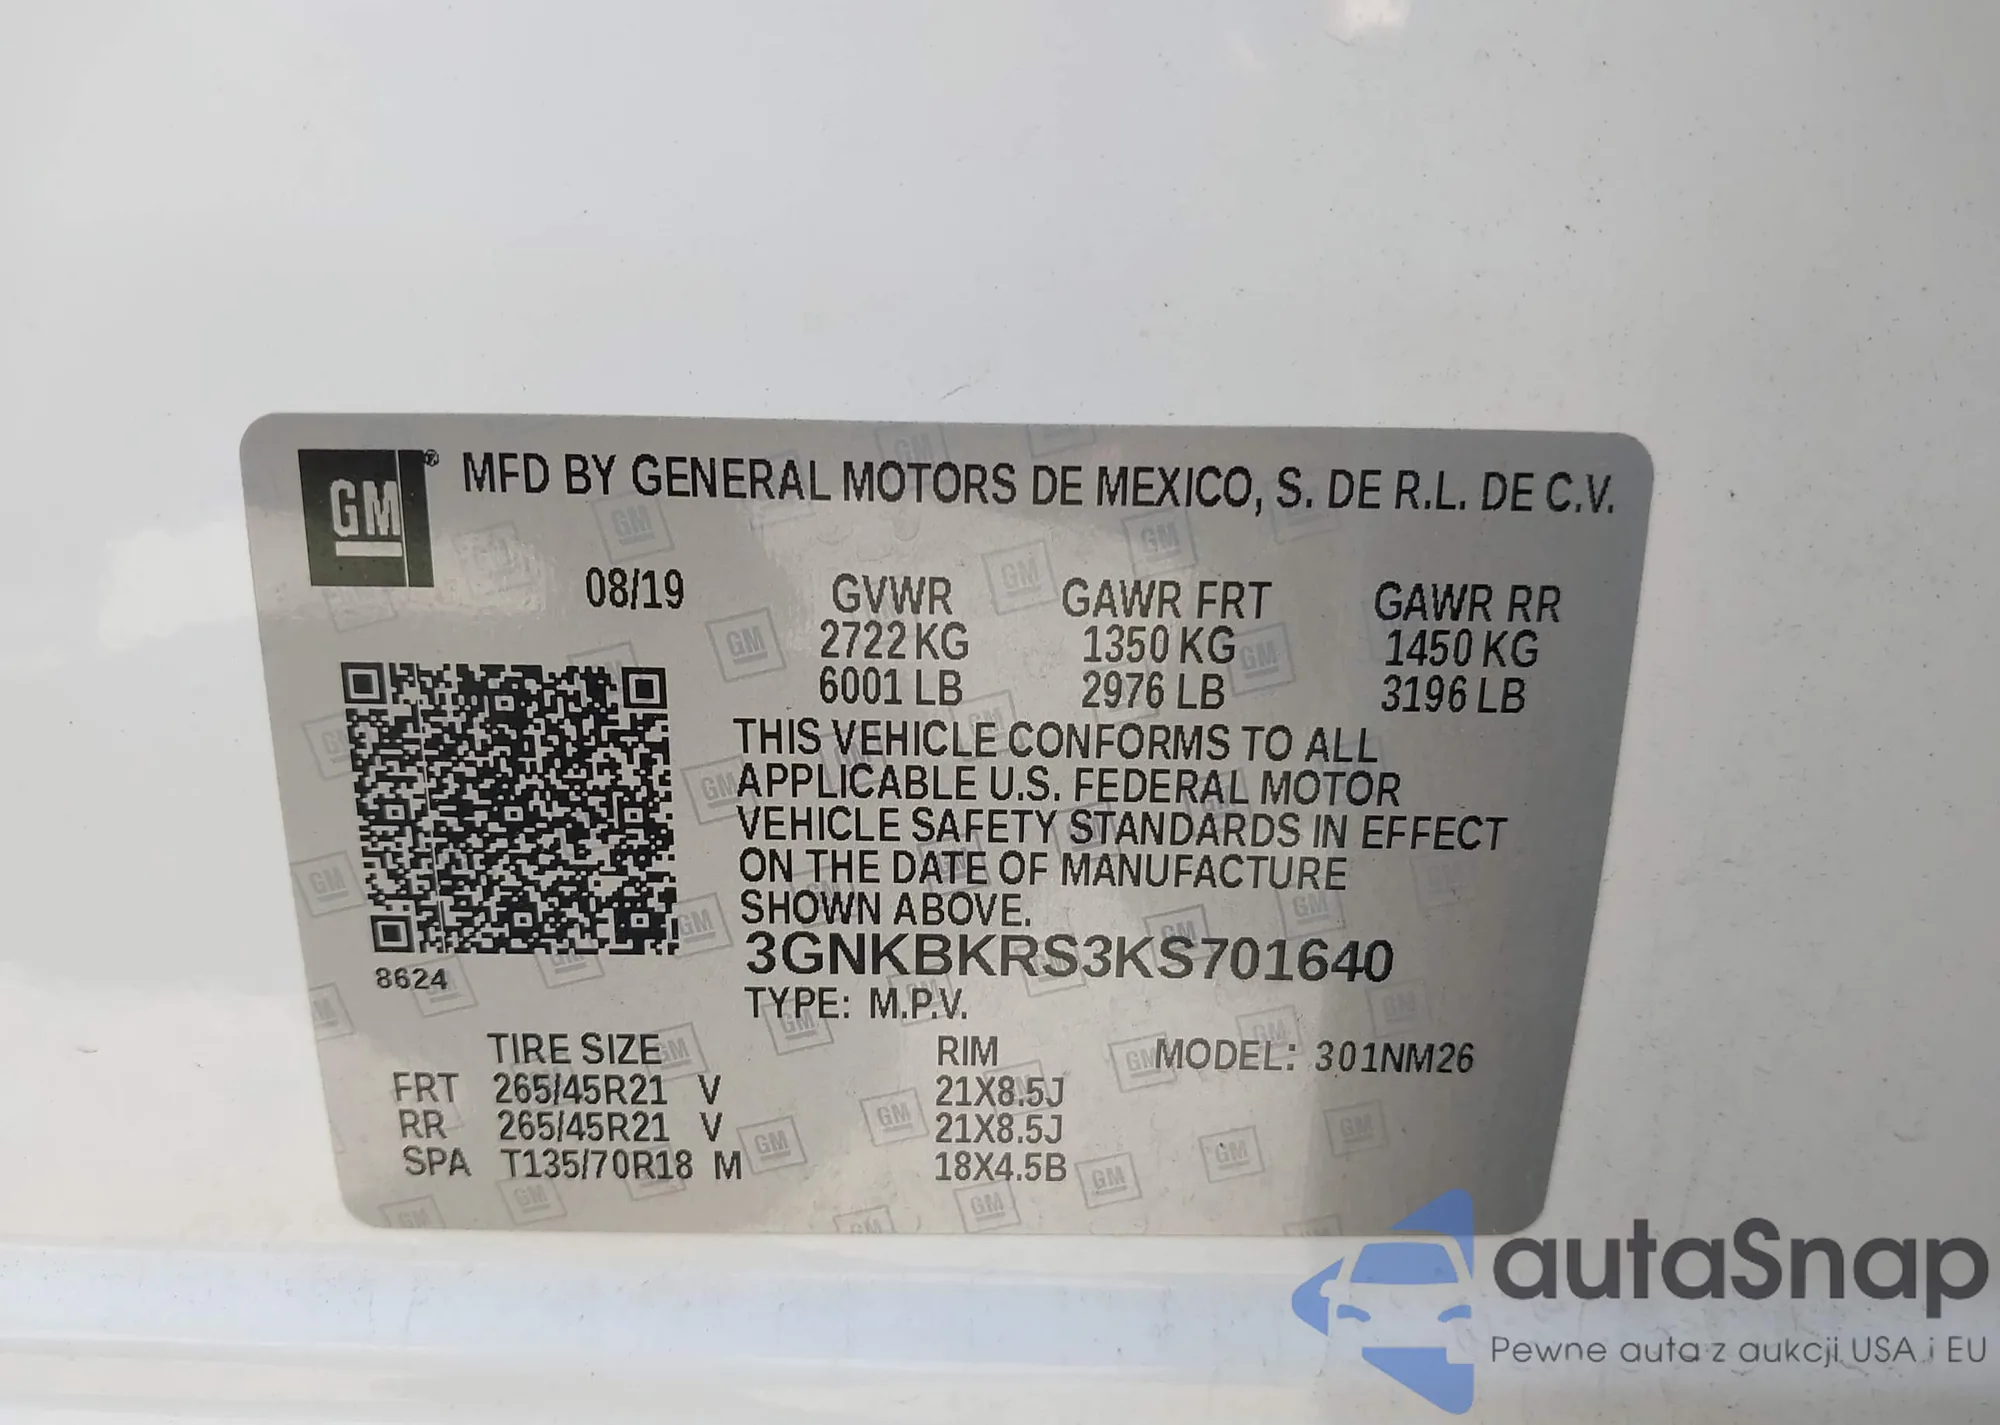 GM® MFD BY GENERAL MOTORS DE MEXICO, S. DE R.L. DE C.V.
08/19 GVWR GAWR FRT GAWR RR
2722 KG 1350 KG 1450 KG
6001 LB 2976 LB 3196 LB
THIS VEHICLE CONFORMS TO ALL
APPLICABLE U.S. FEDERAL MOTOR
VEHICLE SAFETY STANDARDS IN EFFECT
ON THE DATE OF MANUFACTURE
SHOWN ABOVE.
3GNKBKRS3KS701640
8624
TYPE: M.P.V.
TIRE SIZE RIM MODEL: 301NM26
FRT 265/45R21 V 21X8.5J
RR 265/45R21 V 21X8.5J
SPA T135/70R18 M 18X4.5B
autaSnap
Pewne auta z aukcji USA i EU